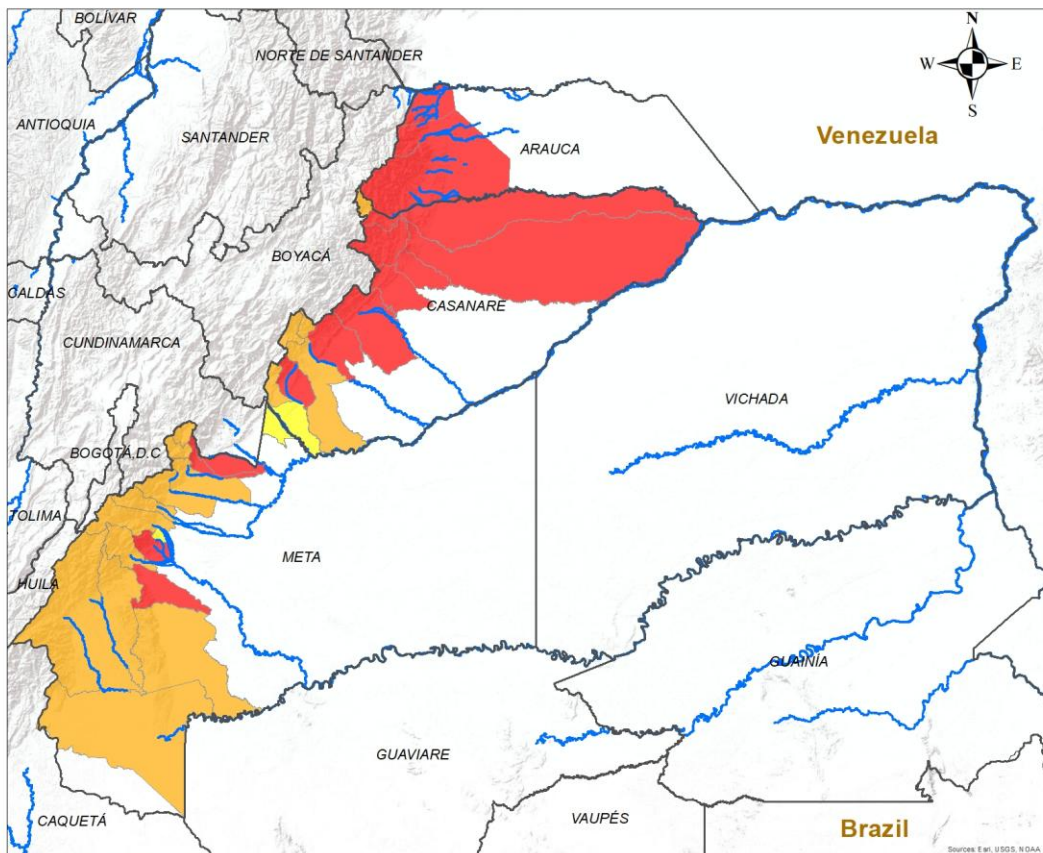 BOLÍVAR
NORTE DE SANTANDER
N
W
E
S
ANTIOQUIA
SANTANDER
ARAUCA
Venezuela
BOYACÁ
CALDAS
CASANARE
CUNDINAMARCA
VICHADA
BOGOTÁ, D.C
TOLIMA
META
HUILA
GUAINÍA
GUAVIARE
CAQUETÁ
VAUPÉS
Brazil
Sources: Esri, USGS, NOAA